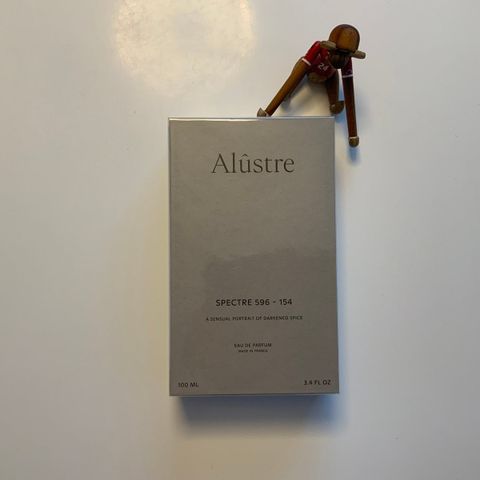 24
Alûstre
SPECTRE 596 - 154
A SENSUAL PORTRAIT OF DARKENED SPICE
EAU DE PARFUM
MADE IN FRANCE
100 ML 3.4 FL OZ